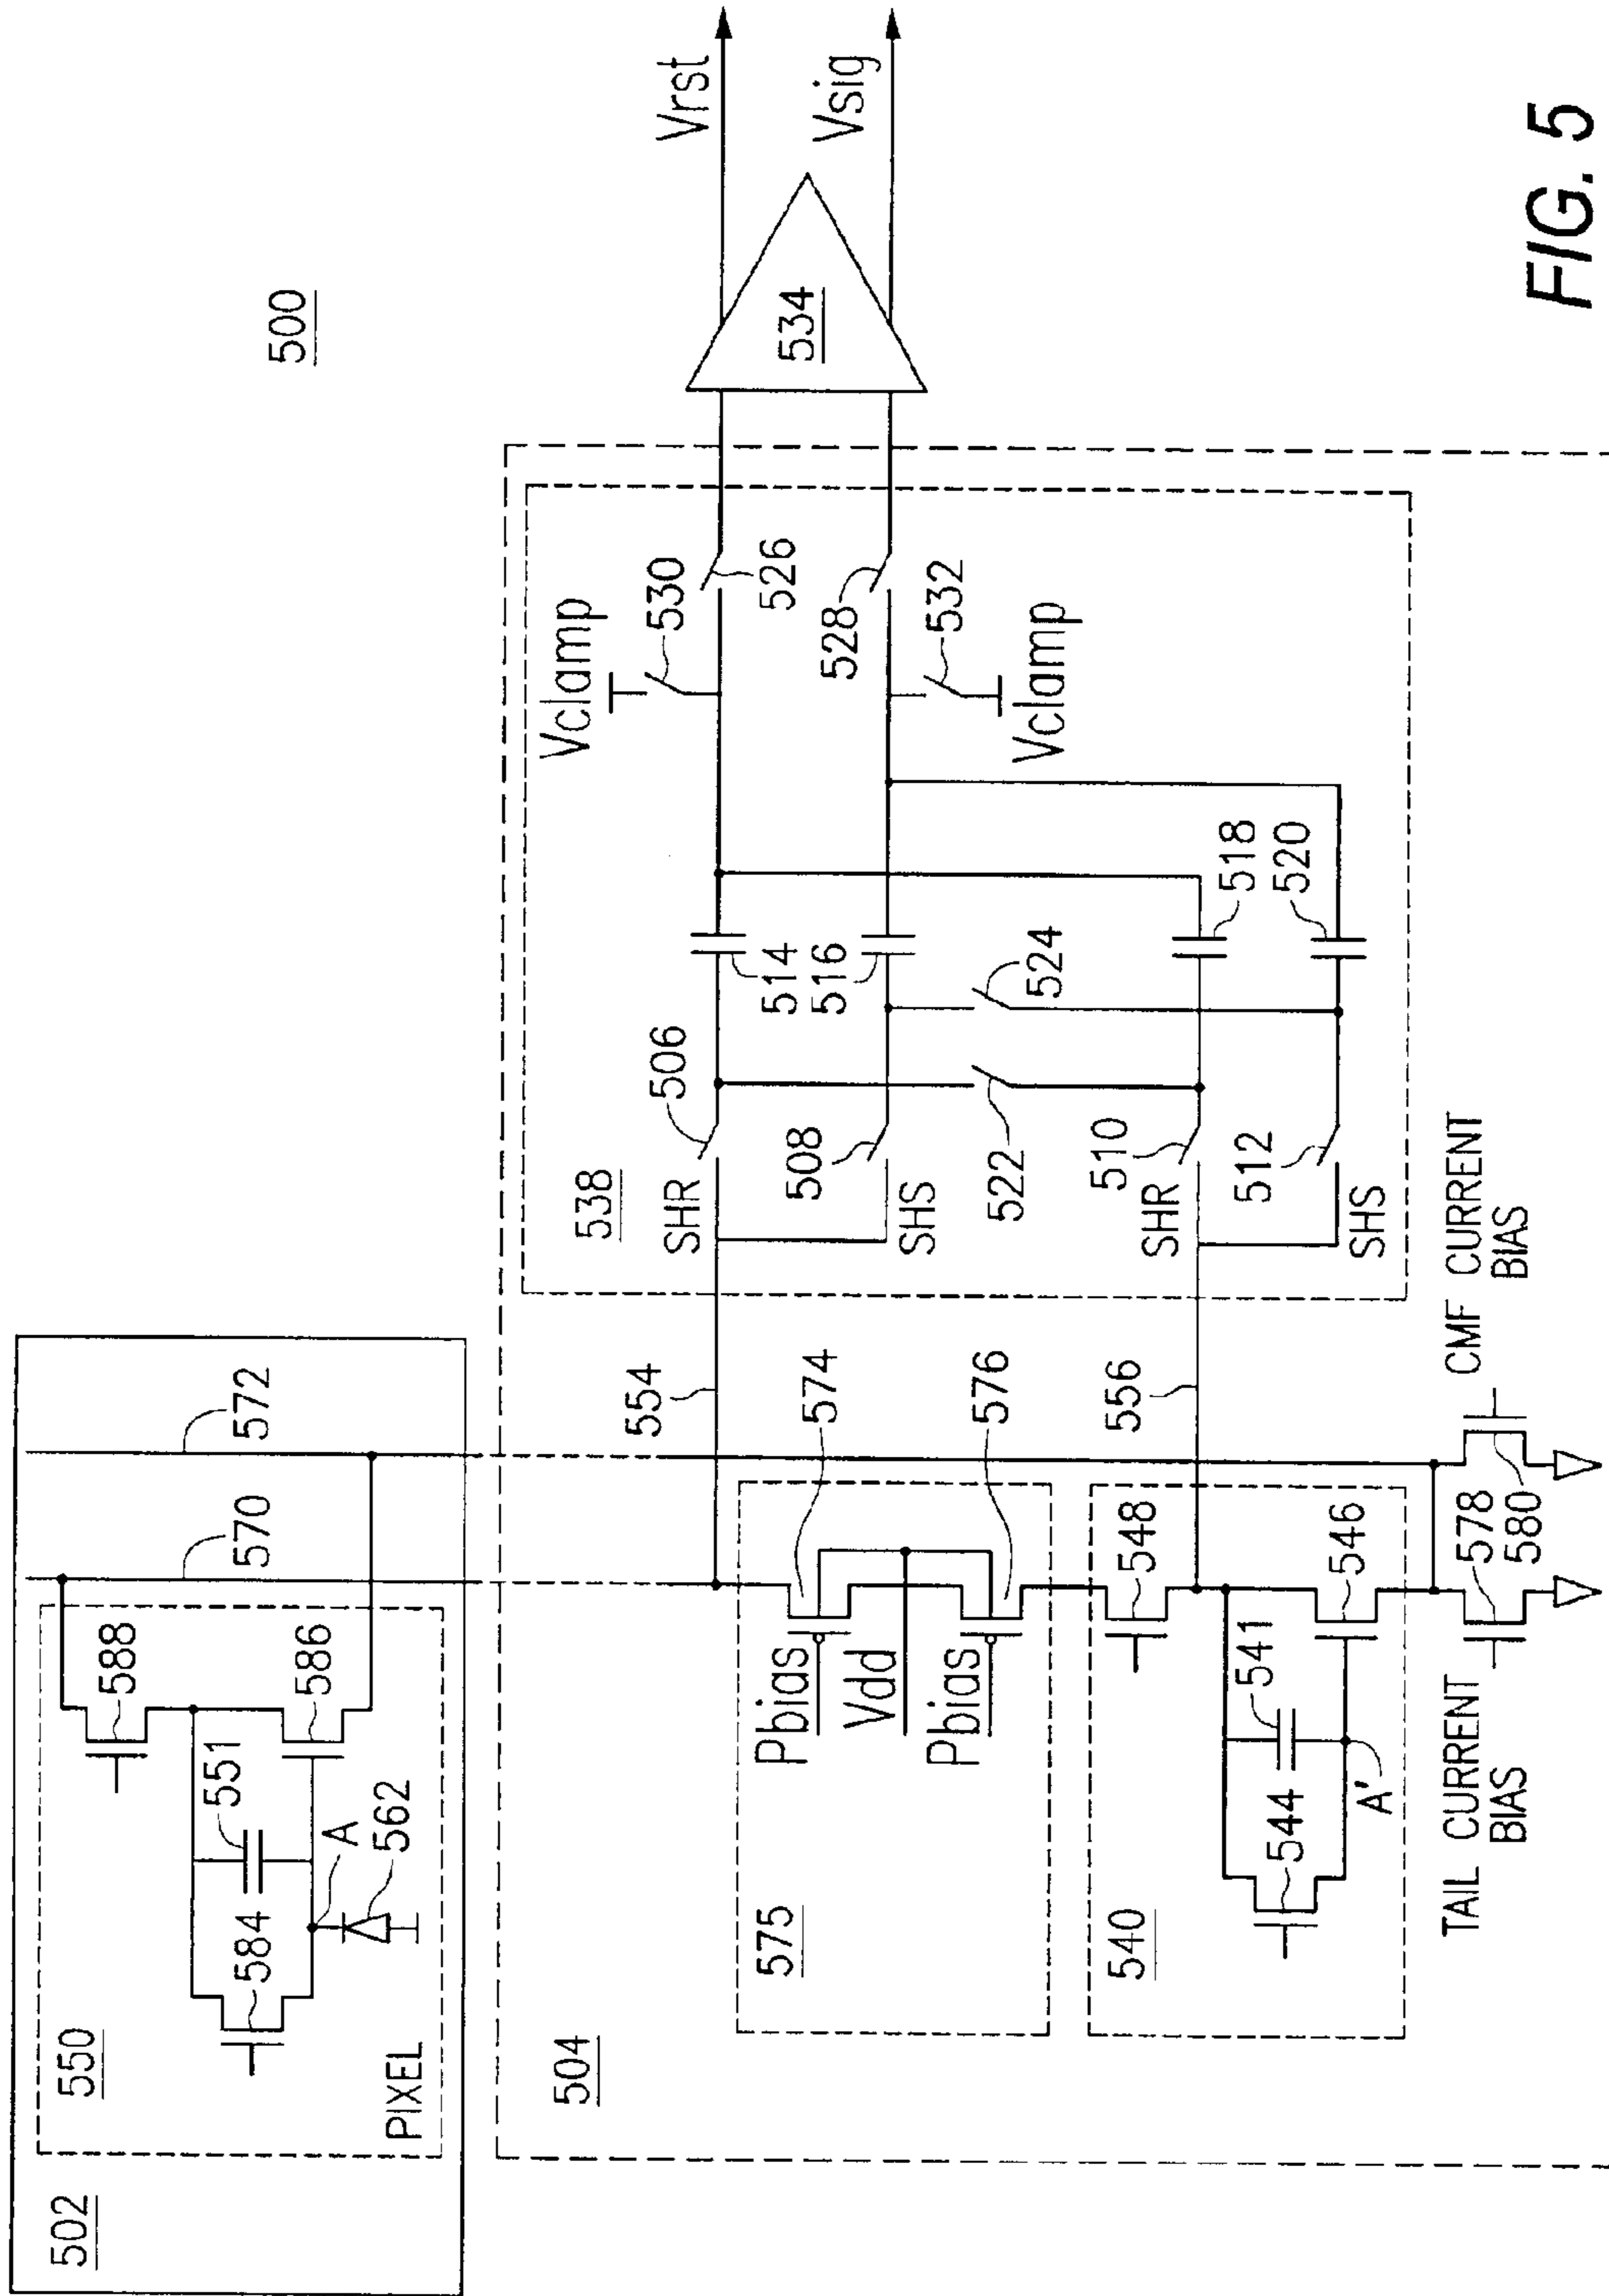 500
502
550
PIXEL
584
551
A
562
588
586
570
572
504
554
575
Pbias
Vdd
Pbias
574
576
540
544
541
A'
548
546
556
TAIL CURRENT
BIAS
578
580
CMF CURRENT
BIAS
538
SHR
506
SHS
508
522
SHR
510
SHS
512
514
516
524
518
520
Vclamp
530
526
528
532
Vclamp
534
Vrst
Vsig
FIG. 5